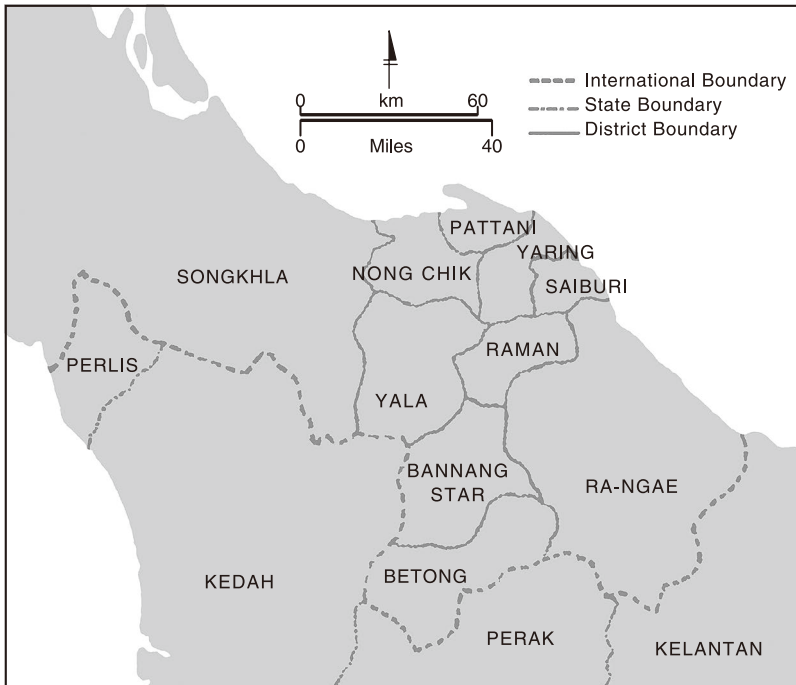 0
km
60
0
Miles
40
International Boundary
State Boundary
District Boundary
PATTANI
YARING
NONG CHIK
SONGKHLA
SAIBURI
RAMAN
PERLIS
YALA
BANNANG
STAR
RA-NGAE
BETONG
KEDAH
PERAK
KELANTAN